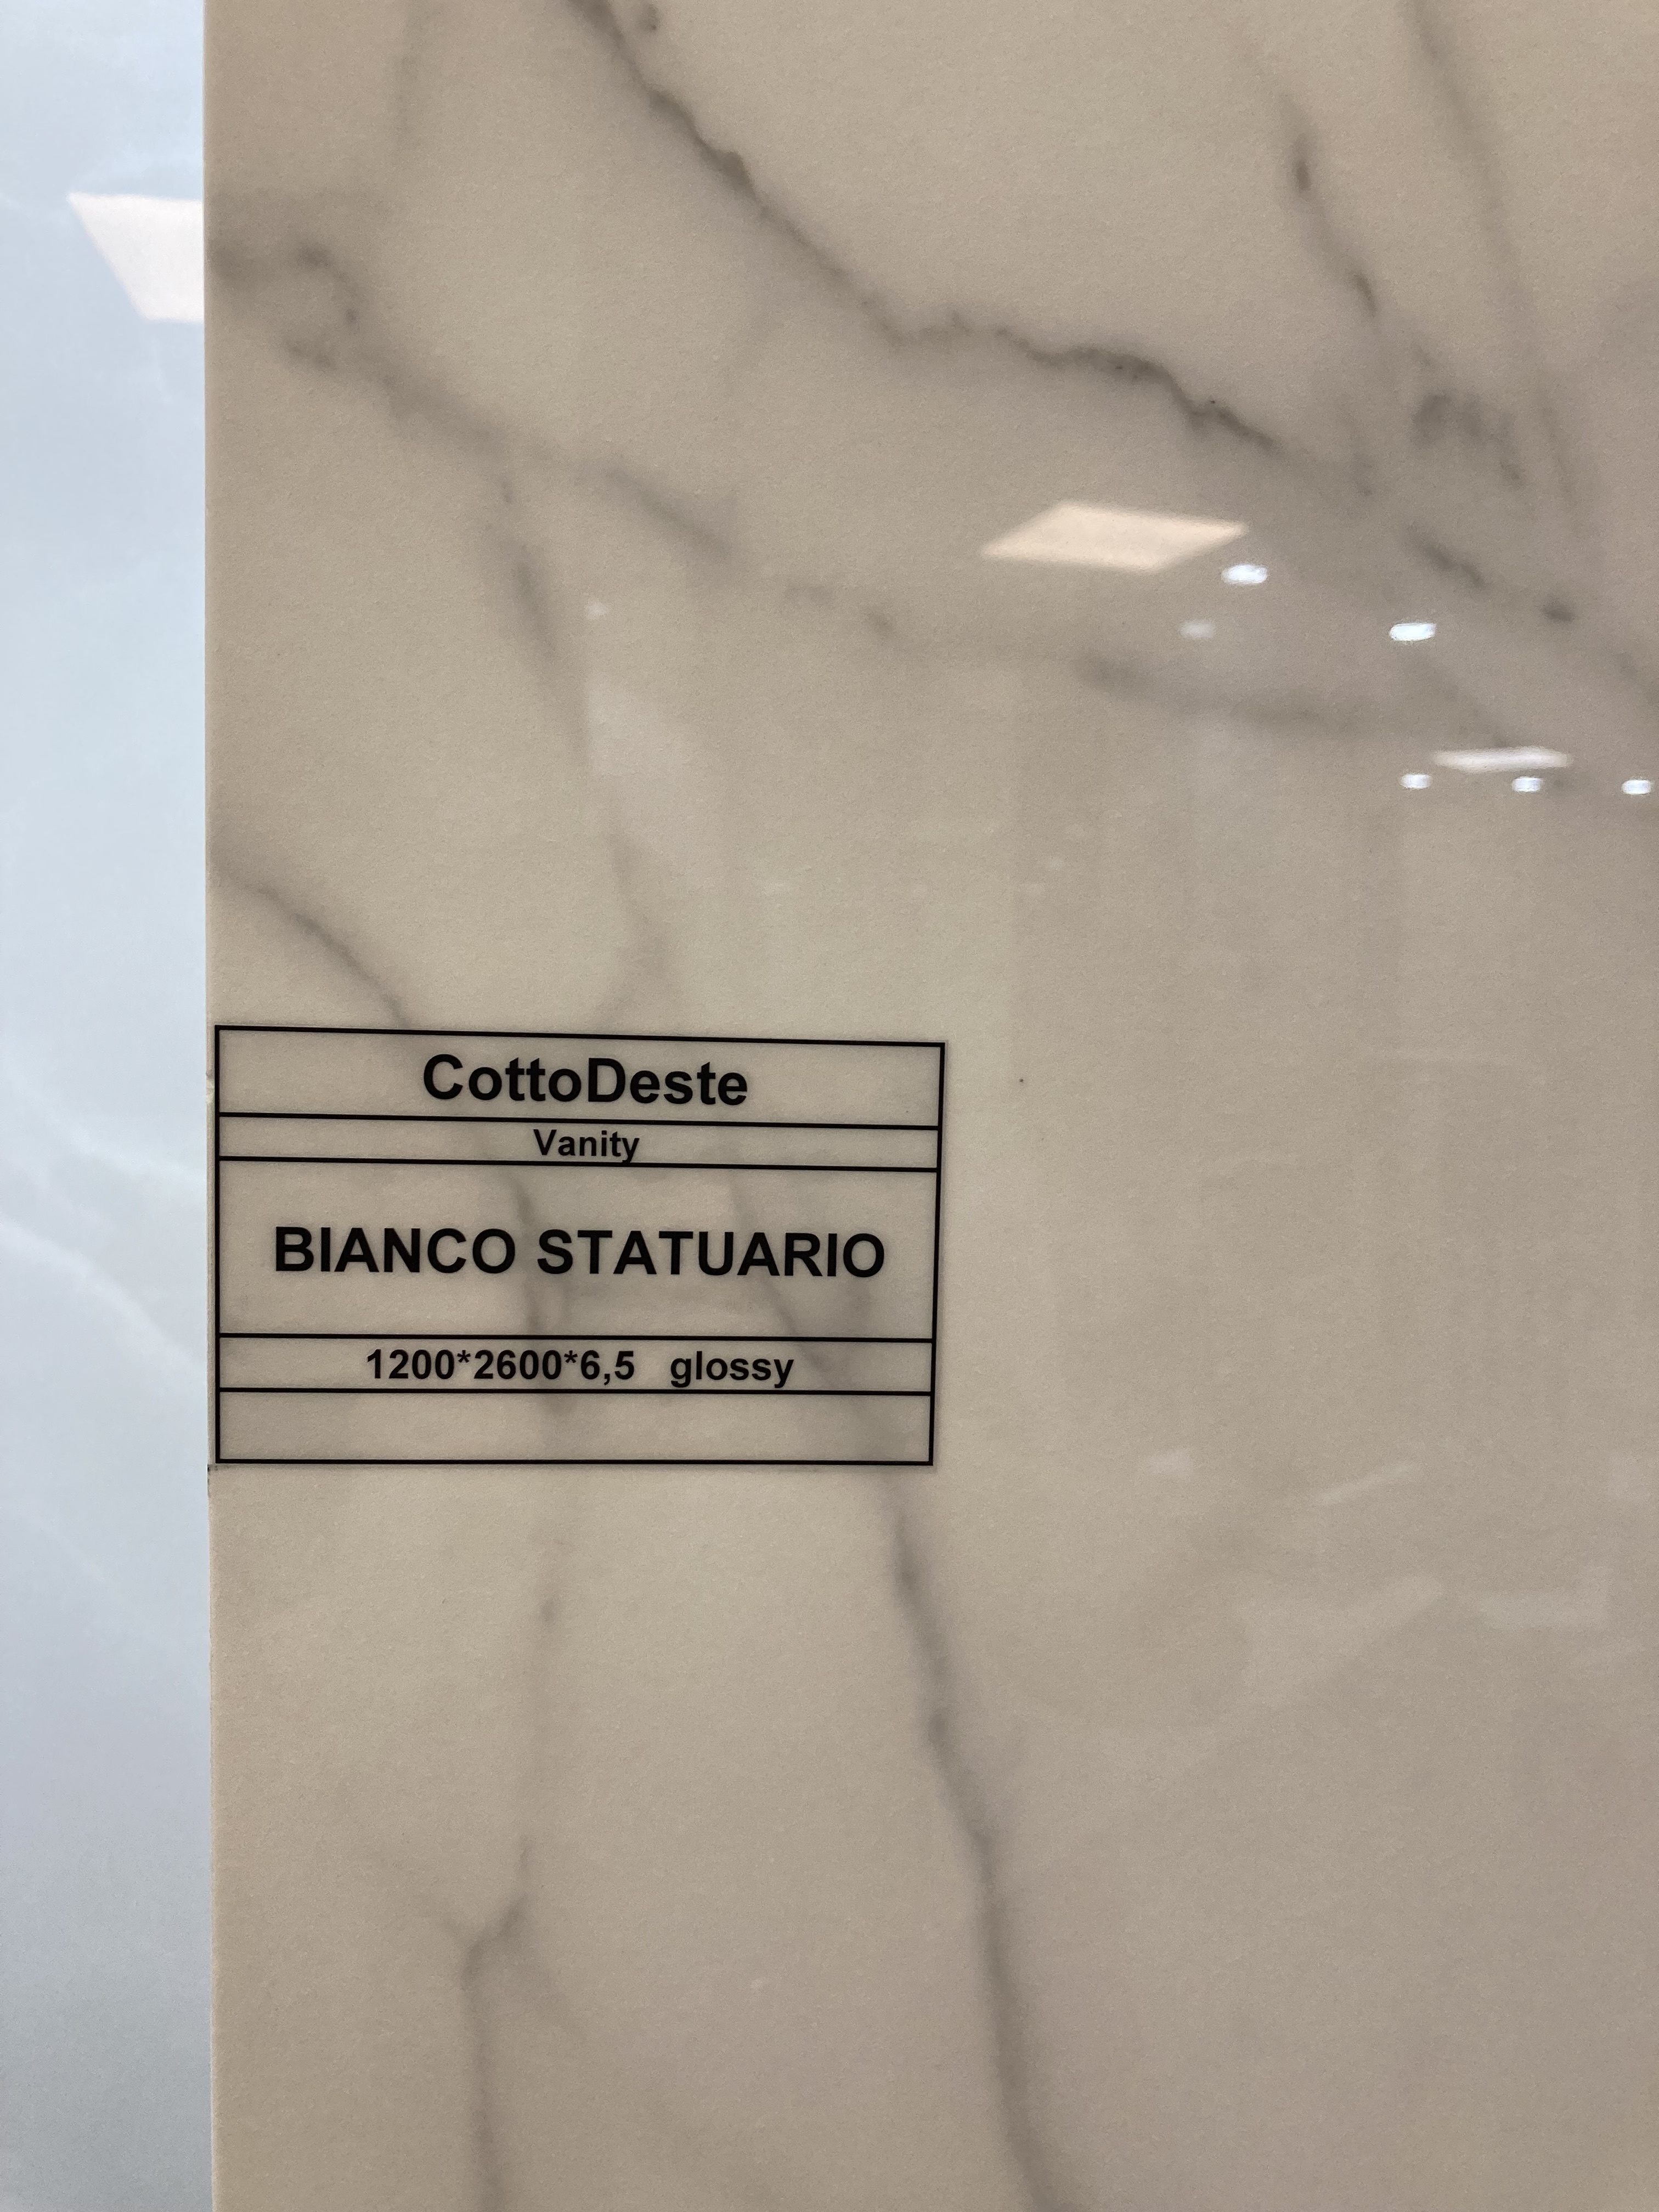 CottoDeste
Vanity
BIANCO STATUARIO
1200*2600*6,5 glossy